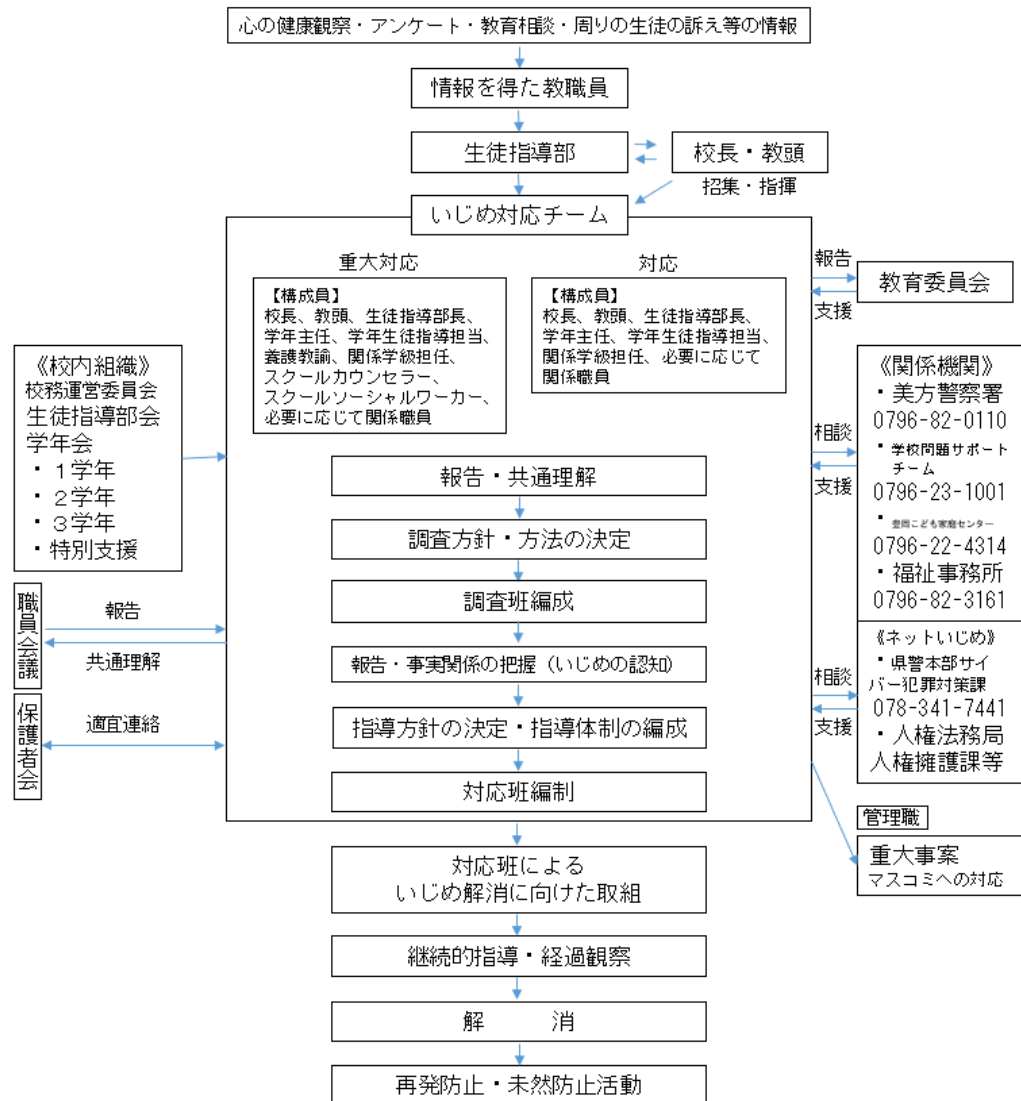 心の健康観察・アンケート・教育相談・周りの生徒の訴え等の情報
情報を得た教職員
生徒指導部
校長・教頭
招集・指揮
いじめ対応チーム
重大対応
【構成員】
校長、教頭、生徒指導部長、
学年主任、学年生徒指導担当、
養護教諭、関係学級担任、
スクールカウンセラー、
スクールソーシャルワーカー、
必要に応じて関係職員
対応
【構成員】
校長、教頭、生徒指導部長、
学年主任、学年生徒指導担当、
関係学級担任、必要に応じて
関係職員
報告
支援
教育委員会
《校内組織》
校務運営委員会
生徒指導部会
学年会
・１学年
・２学年
・３学年
・特別支援
職員会議
報告
共通理解
保護者会
適宜連絡
報告・共通理解
調査方針・方法の決定
調査班編成
報告・事実関係の把握（いじめの認知）
指導方針の決定・指導体制の編成
対応班編制
相談
支援
《関係機関》
・美方警察署
0796-82-0110
・学校問題サポート
チーム
0796-23-1001
・豊岡こども家庭センター
0796-22-4314
・福祉事務所
0796-82-3161
相談
支援
《ネットいじめ》
・県警本部サイ
バー犯罪対策課
078-341-7441
・人権法務局
人権擁護課等
管理職
重大事案
マスコミへの対応
対応班による
いじめ解消に向けた取組
継続的指導・経過観察
解　　消
再発防止・未然防止活動